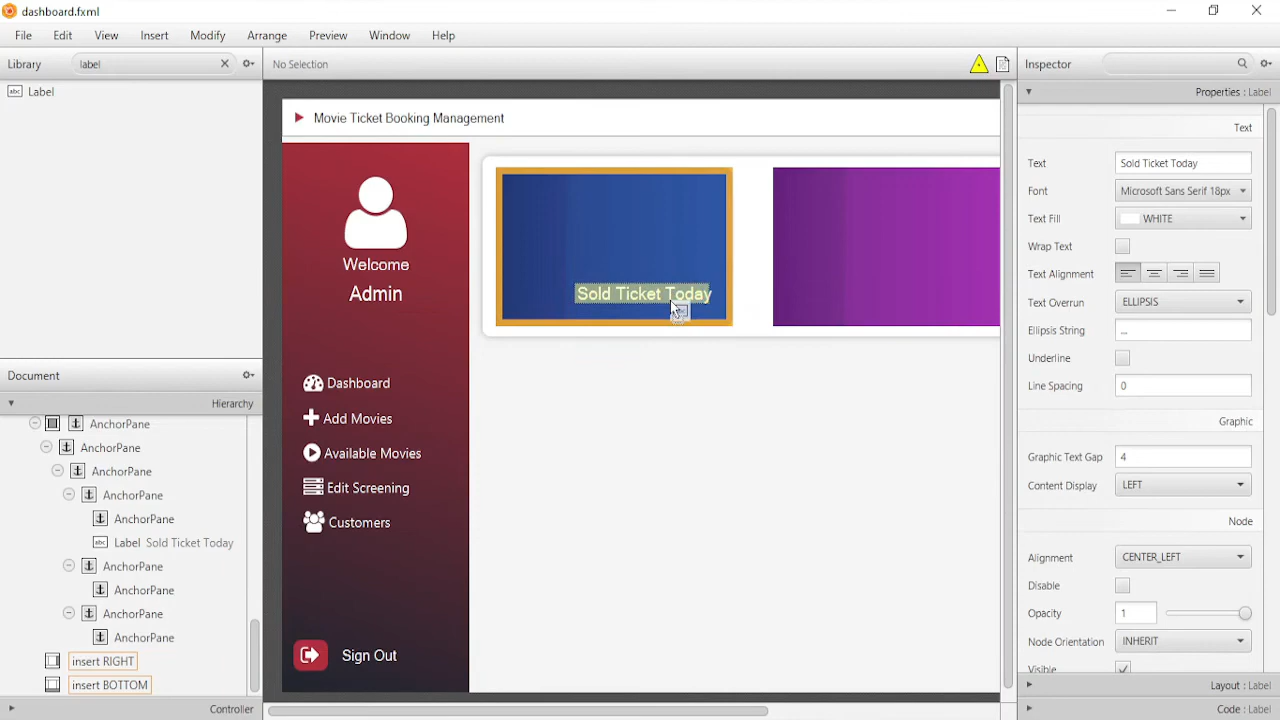 dashboard.fxml
File Edit View Insert Modify Arrange Preview Window Help
Library label
Label
Document
Hierarchy
AnchorPane
AnchorPane
AnchorPane
AnchorPane
AnchorPane
Label Sold Ticket Today
AnchorPane
AnchorPane
AnchorPane
AnchorPane
insert RIGHT
insert BOTTOM
Controller
No Selection
Movie Ticket Booking Management
Welcome
Admin
Dashboard
Add Movies
Available Movies
Edit Screening
Customers
Sign Out
Sold Ticket Today
Inspector
Properties : Label
Text
Text Sold Ticket Today
Font Microsoft Sans Serif 18px
Text Fill WHITE
Wrap Text
Text Alignment
Text Overrun ELLIPSIS
Ellipsis String ...
Underline
Line Spacing 0
Graphic
Graphic Text Gap 4
Content Display LEFT
Node
Alignment CENTER_LEFT
Disable
Opacity 1
Node Orientation INHERIT
Visible
Layout : Label
Code : Label